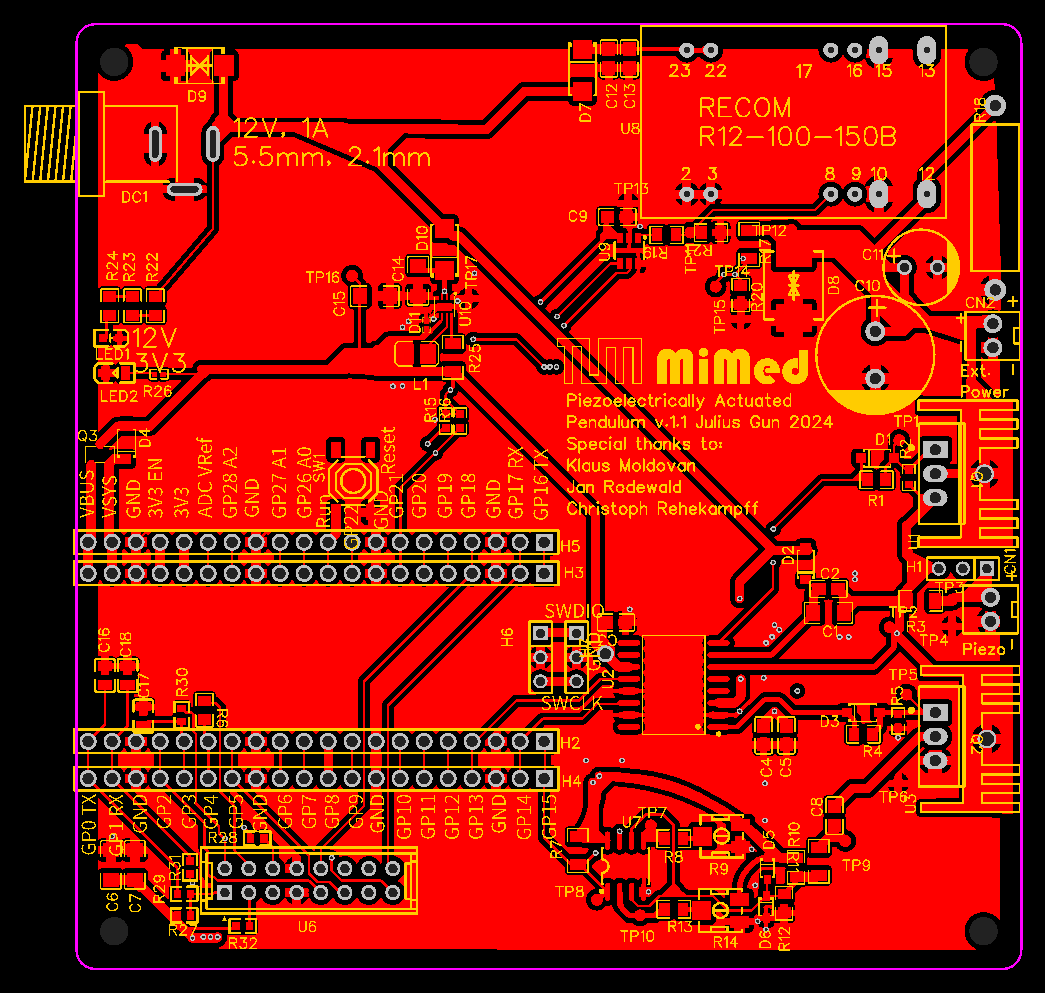 D9
C12
C13
D7
U8
23 22 17 16 15 13
RECOM
R12-100-150B
R18
12V, 1A
5.5mm, 2.1mm
2 3 8 9 10 12
DC1
TP13
C9
U9
R19
R21
TP12
TP11
R17
TP14
D10
C14
TP17
TP16
C15
D11
U10
R24
R23
R22
C11
+
D8
C10
+
R20
TP15
CN2
+
+
-
Ext.
Power
12V
LED1
3V3
LED2
R26
L1
R25
MiMed
Piezoelectrically Actuated
Pendulum v.1.1 Julius Gun 2024
Special thanks to:
Klaus Moldovan
Jan Rodewald
Christoph Rehekampff
R15
R16
Q3
D4
SW1
Reset
TP1
D1
R2
R1
U1
VBUS
VSYS
GND
3V3 EN
3V3
ADC VRef
GP28 A2
GND
GP27 A1
GP26 A0
Run
GP22
GND
GP21
GP20
GP19
GP18
GND
GP17 RX
GP16 TX
H5
H3
D2
C2
C1
H1
CN1
+
TP3
TP2
R3
TP4
Piezo
-
SWDIO
H6
GND
SWCLK
U2
C16
C18
C17
R30
R6
TP5
R5
D3
R4
Q2
U3
TP6
C4
C5
C8
H2
H4
GP0 TX
GP1 RX
GND
GP2
GP3
GP4
GP5
GND
GP6
GP7
GP8
GP9
GND
GP10
GP11
GP12
GP13
GND
GP14
GP15
R28
R31
R29
R27
R32
U6
C6
C7
R7
U7
TP7
R8
R9
TP8
TP10
R13
R14
D5
R10
R11
D6
R12
TP9